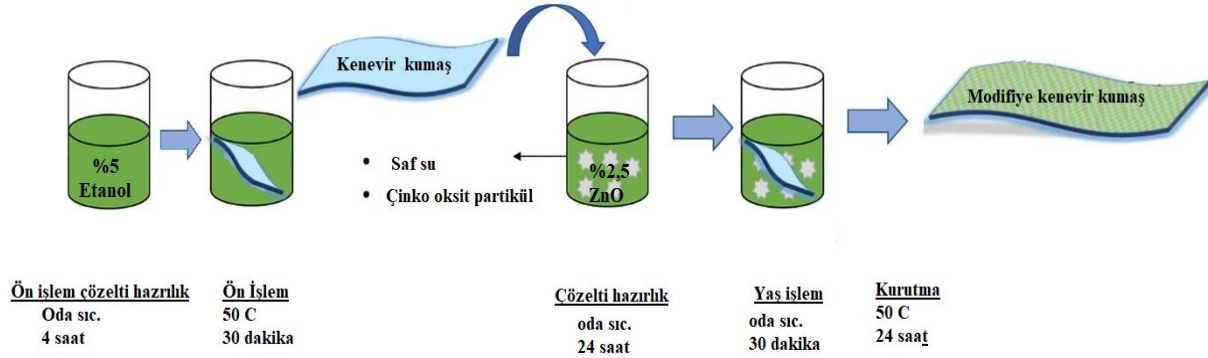 Kenevir kumaş
Modifiye kenevir kumaş
%5
Etanol
• Saf su
• Çinko oksit partikül
%2,5
ZnO
Ön işlem çözelti hazrılık
Oda sıc.
4 saat
Ön İşlem
50 C
30 dakika
Çözelti hazırlık
oda sıc.
24 saat
Yaş işlem
oda sıc.
30 dakika
Kurutma
50 C
24 saat